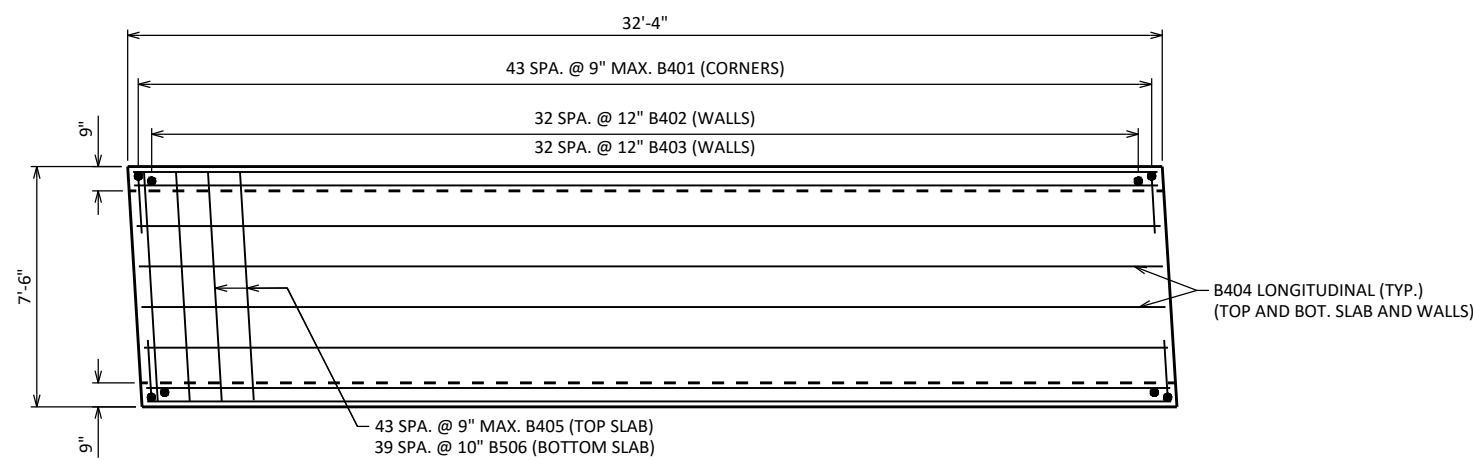 32'-4"
43 SPA. @ 9" MAX. B401 (CORNERS)
32 SPA. @ 12" B402 (WALLS)
32 SPA. @ 12" B403 (WALLS)
9"
7'-6"
B404 LONGITUDINAL (TYP.)
(TOP AND BOT. SLAB AND WALLS)
9"
43 SPA. @ 9" MAX. B405 (TOP SLAB)
39 SPA. @ 10" B506 (BOTTOM SLAB)